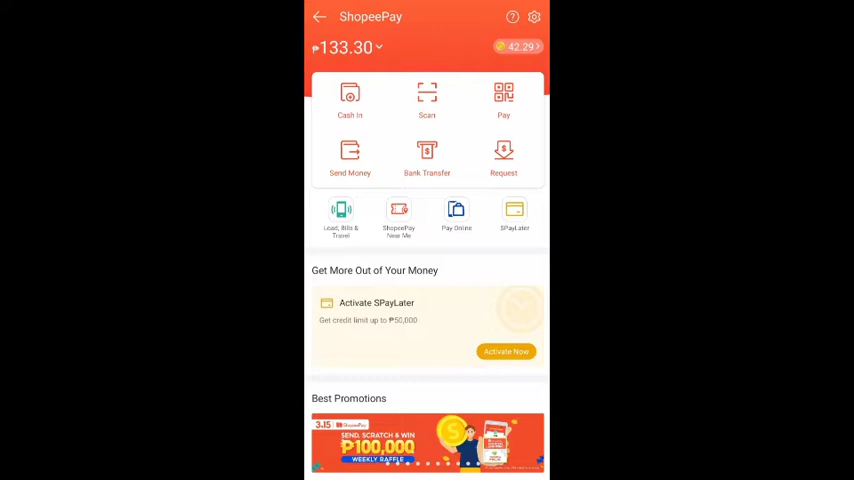 ShopeePay
₱133.30
42.29
Cash In
Scan
Pay
Send Money
Bank Transfer
Request
Load, Bills &
Travel
ShopeePay
Near Me
Pay Online
SPayLater
Get More Out of Your Money
Activate SPayLater
Get credit limit up to ₱50,000
Activate Now
Best Promotions
3.15 ShopeePay
SEND, SCRATCH & WIN
₱100,000
WEEKLY RAFFLE